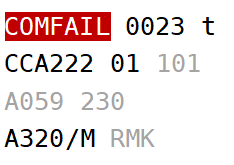 COMFAIL 0023 t
CCA222 01 101
A059 230
A320/M RMK